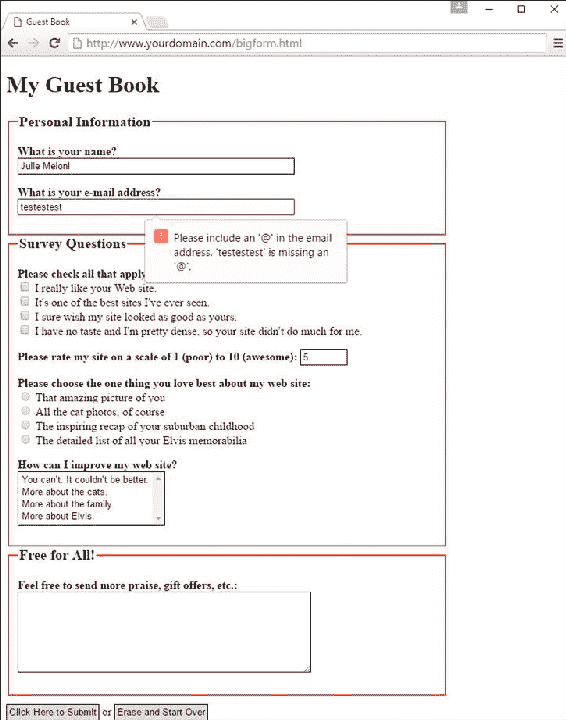 Guest Book
http://www.yourdomain.com/bigform.html
My Guest Book
Personal Information
What is your name?
Julie Meloni
What is your e-mail address?
testestest
Please include an '@' in the email
address. 'testestest' is missing an
'@'.
Survey Questions
Please check all that apply
I really like your Web site.
It's one of the best sites I've ever seen.
I sure wish my site looked as good as yours.
I have no taste and I'm pretty dense, so your site didn't do much for me.
Please rate my site on a scale of 1 (poor) to 10 (awesome): 5
Please choose the one thing you love best about my web site:
That amazing picture of you
All the cat photos, of course
The inspiring recap of your suburban childhood
The detailed list of all your Elvis memorabilia
How can I improve my web site?
You can't. It couldn't be better.
More about the cats.
More about the family.
More about Elvis.
Free for All!
Feel free to send more praise, gift offers, etc.:
Click Here to Submit or Erase and Start Over